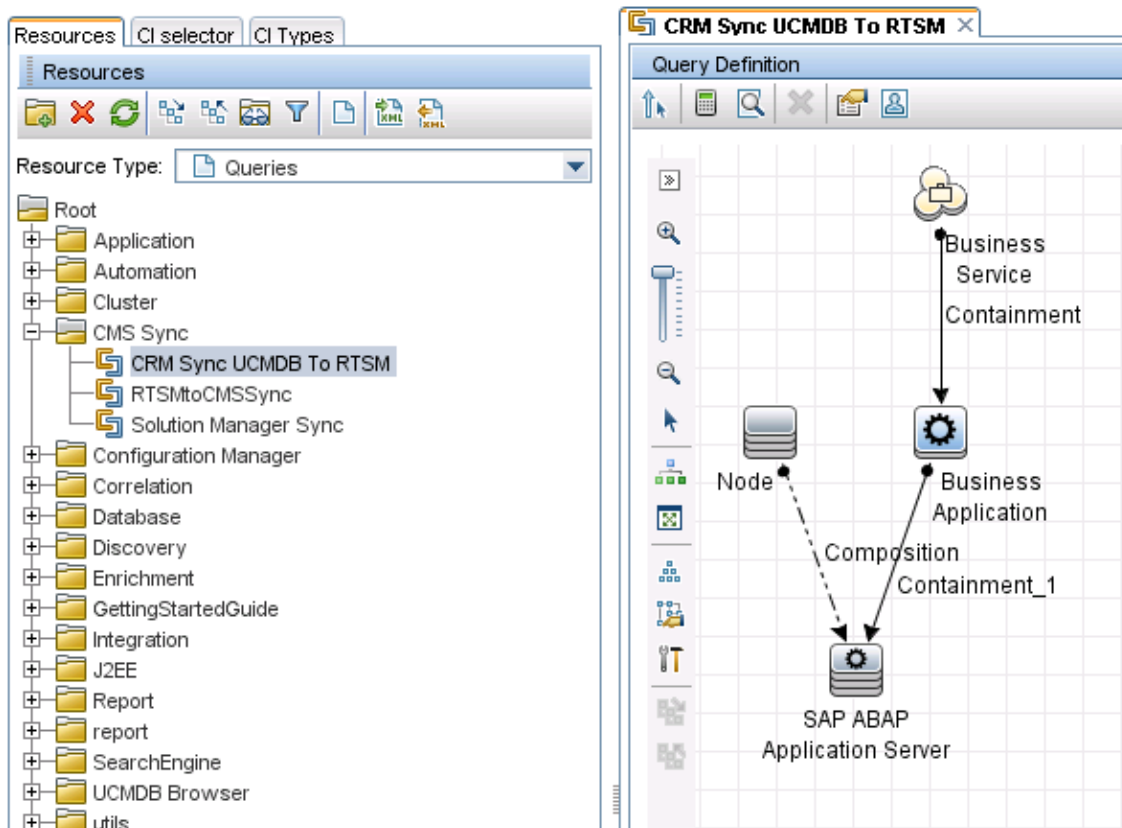 Resources
CI selector
CI Types
Resources
XML
XML
Resource Type:
Queries
Root
Application
Automation
Cluster
CMS Sync
CRM Sync UCMDB To RTSM
RTSMtoCMSSync
Solution Manager Sync
Configuration Manager
Correlation
Database
Discovery
Enrichment
GettingStartedGuide
Integration
J2EE
Report
report
SearchEngine
UCMDB Browser
utils
CRM Sync UCMDB To RTSM
Query Definition
Business
Service
Containment
Node
Business
Application
Composition
Containment_1
SAP ABAP
Application Server